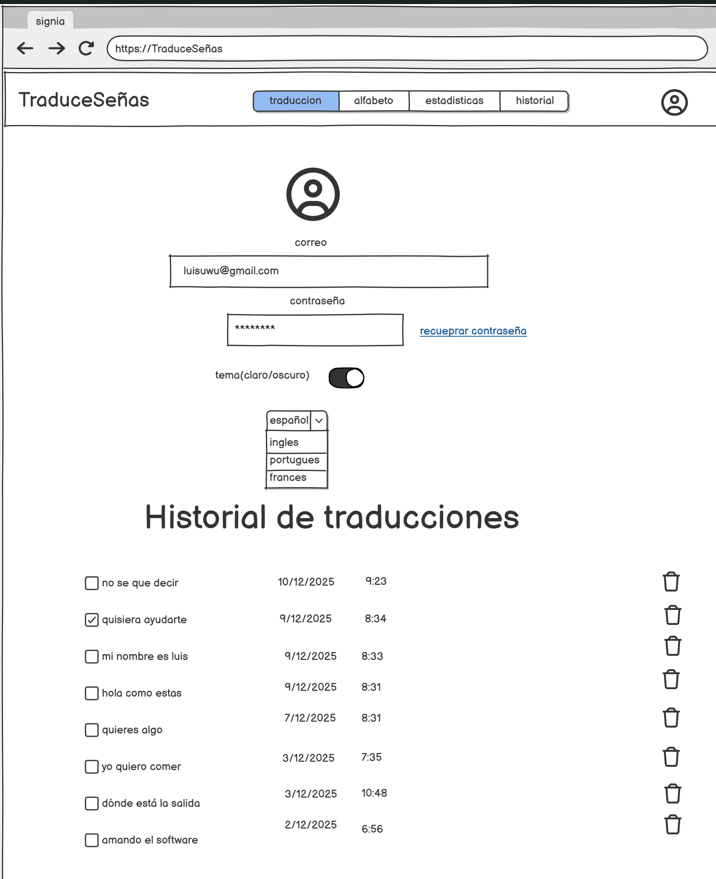 signia
https://TraduceSeñas
TraduceSeñas traduccion alfabeto estadisticas historial
correo
luisuwu@gmail.com
contraseña
******** recueprar contraseña
tema(claro/oscuro)
español
ingles
portugues
frances
Historial de traducciones
no se que decir 10/12/2025 9:23
quisiera ayudarte 9/12/2025 8:34
mi nombre es luis 9/12/2025 8:33
hola como estas 9/12/2025 8:31
quieres algo 7/12/2025 8:31
yo quiero comer 3/12/2025 7:35
dónde está la salida 3/12/2025 10:48
amando el software 2/12/2025 6:56